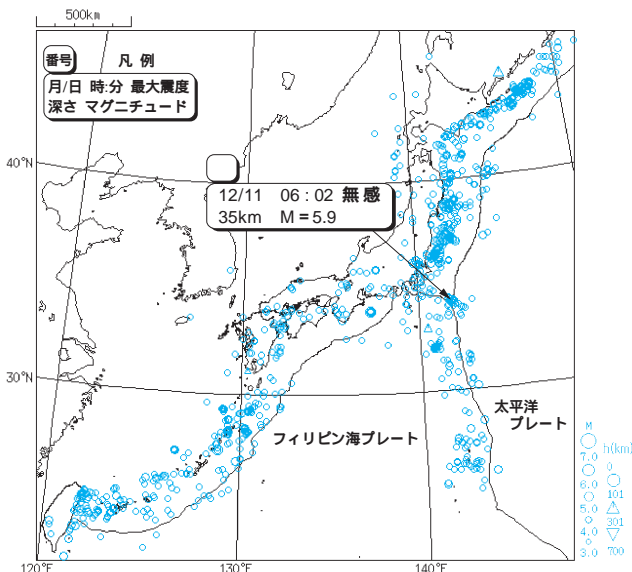 500km
番号
凡 例
月/日 時:分 最大震度
深さ マグニチュード
40°N
12/11 06:02 無感
35km M=5.9
30°N
太平洋
プレート
フィリピン海プレート
M
7.0
6.0
5.0
4.0
3.0
h(km)
0
101
301
700
120°E
130°E
140°E